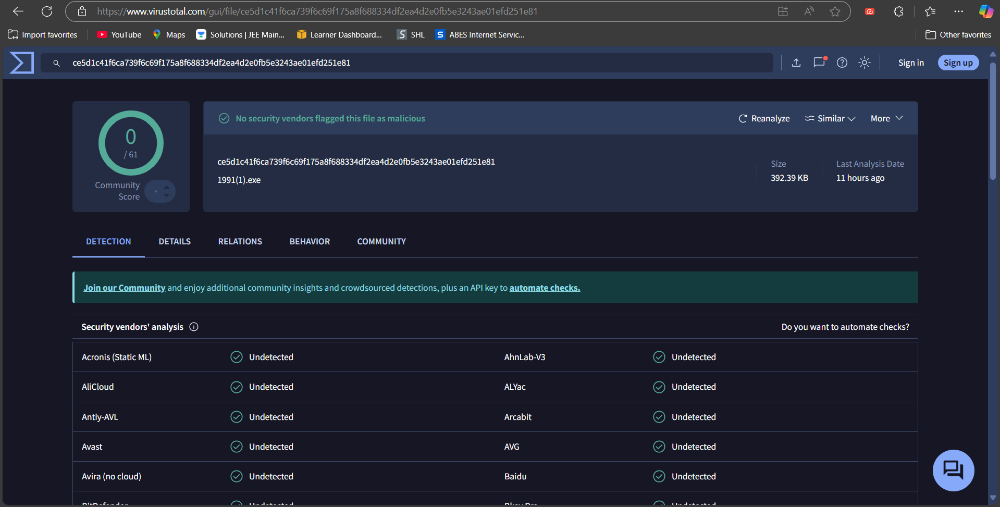 https://www.virustotal.com/gui/file/ce5d1c41f6ca739f6c69f175a8f688334df2ea4d2e0fb5e3243ae01efd251e81
Import favorites YouTube Maps Solutions | JEE Main... Learner Dashboard... SHL ABES Internet Servic... Other favorites
ce5d1c41f6ca739f6c69f175a8f688334df2ea4d2e0fb5e3243ae01efd251e81 Sign in Sign up
0
/ 61
Community
Score
No security vendors flagged this file as malicious Reanalyze Similar More
ce5d1c41f6ca739f6c69f175a8f688334df2ea4d2e0fb5e3243ae01efd251e81
1991(1).exe
Size
392.39 KB
Last Analysis Date
11 hours ago
DETECTION DETAILS RELATIONS BEHAVIOR COMMUNITY
Join our Community and enjoy additional community insights and crowdsourced detections, plus an API key to automate checks.
Security vendors' analysis Do you want to automate checks?
Acronis (Static ML) Undetected AhnLab-V3 Undetected
AliCloud Undetected ALYac Undetected
Antiy-AVL Undetected Arcabit Undetected
Avast Undetected AVG Undetected
Avira (no cloud) Undetected Baidu Undetected
BitDefender Undetected Bkav Pro Undetected